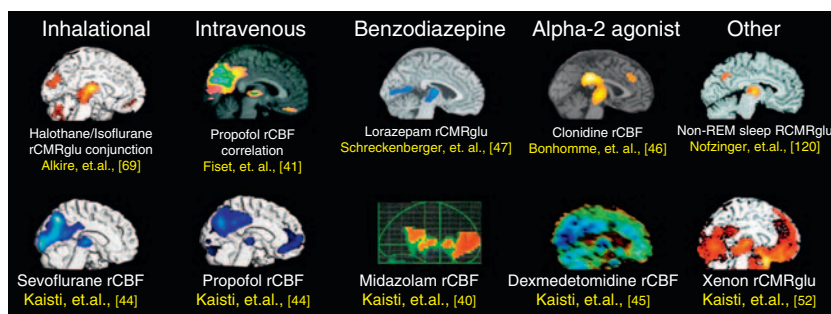 Inhalational Intravenous Benzodiazepine Alpha-2 agonist Other
Halothane/Isoflurane
rCMRglu conjunction
Alkire, et.al., [69]
Propofol rCBF
correlation
Fiset, et. al., [41]
Lorazepam rCMRglu
Schreckenberger, et. al., [47]
Clonidine rCBF
Bonhomme, et. al., [46]
Non-REM sleep RCMRglu
Nofzinger, et.al., [120]
Sevoflurane rCBF
Kaisti, et.al., [44]
Propofol rCBF
Kaisti, et.al., [44]
Midazolam rCBF
Kaisti, et.al., [40]
Dexmedetomidine rCBF
Kaisti, et.al., [45]
Xenon rCMRglu
Kaisti, et.al., [52]